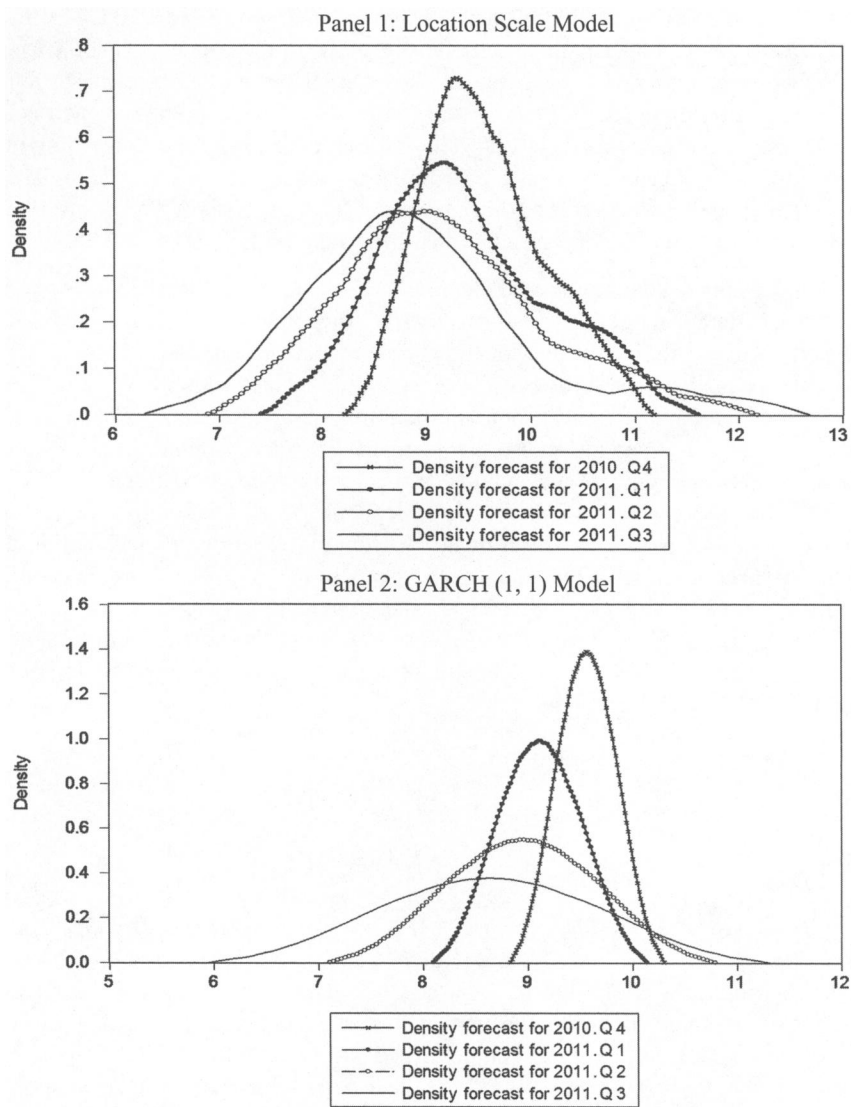 Panel 1: Location Scale Model
.8
.7
.6
.5
.4
.3
.2
.1
.0
Density
6 7 8 9 10 11 12 13
Density forecast for 2010.Q4
Density forecast for 2011.Q1
Density forecast for 2011.Q2
Density forecast for 2011.Q3
Panel 2: GARCH (1, 1) Model
1.6
1.4
1.2
1.0
0.8
0.6
0.4
0.2
0.0
Density
5 6 7 8 9 10 11 12
Density forecast for 2010.Q4
Density forecast for 2011.Q1
Density forecast for 2011.Q2
Density forecast for 2011.Q3